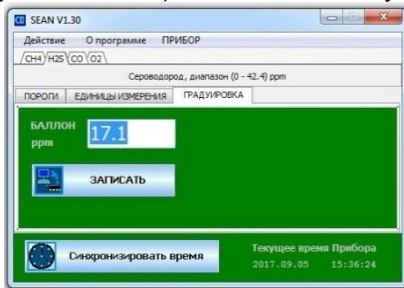 SEAN V1.30
Действие О программе ПРИБОР
CH4 H2S CO O2
Сероводород, диапазон (0 - 42.4) ppm
ПОРОГИ ЕДИНИЦЫ ИЗМЕРЕНИЯ ГРАДУИРОВКА
БАЛЛОН
ppm
17.1
ЗАПИСАТЬ
Синхронизировать время
Текущее время Прибора
2017.09.05 15:36:24